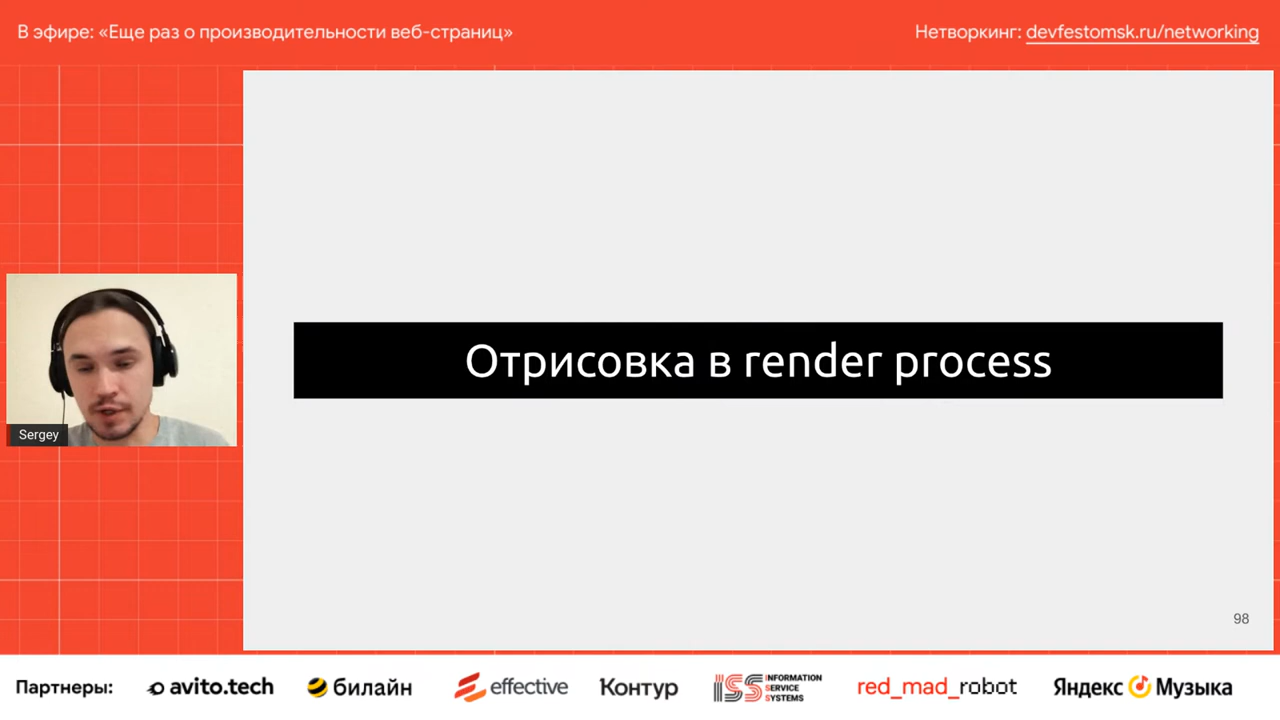 В эфире: «Еще раз о производительности веб-страниц»
Нетворкинг: devfestomsk.ru/networking
Отрисовка в render process
Sergey
98
Партнеры:
avito.tech
билайн
effective
Контур
ISS INFORMATION SERVICE SYSTEMS
red_mad_robot
Яндекс Музыка